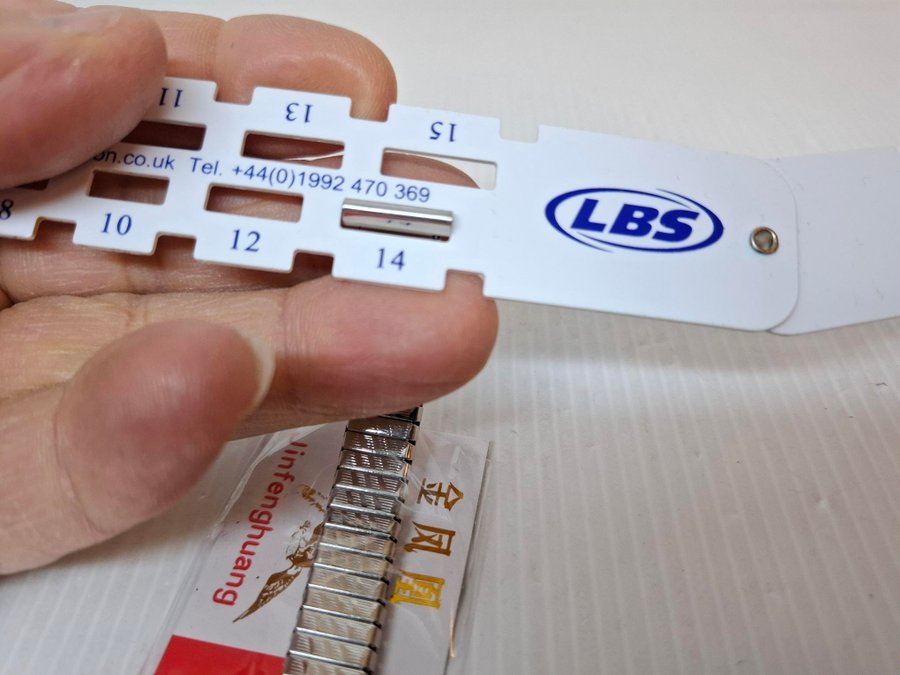 11 13 15
on.co.uk Tel. +44(0)1992 470 369
8 10 12 14
LBS
Jinfenghuang
金凤凰